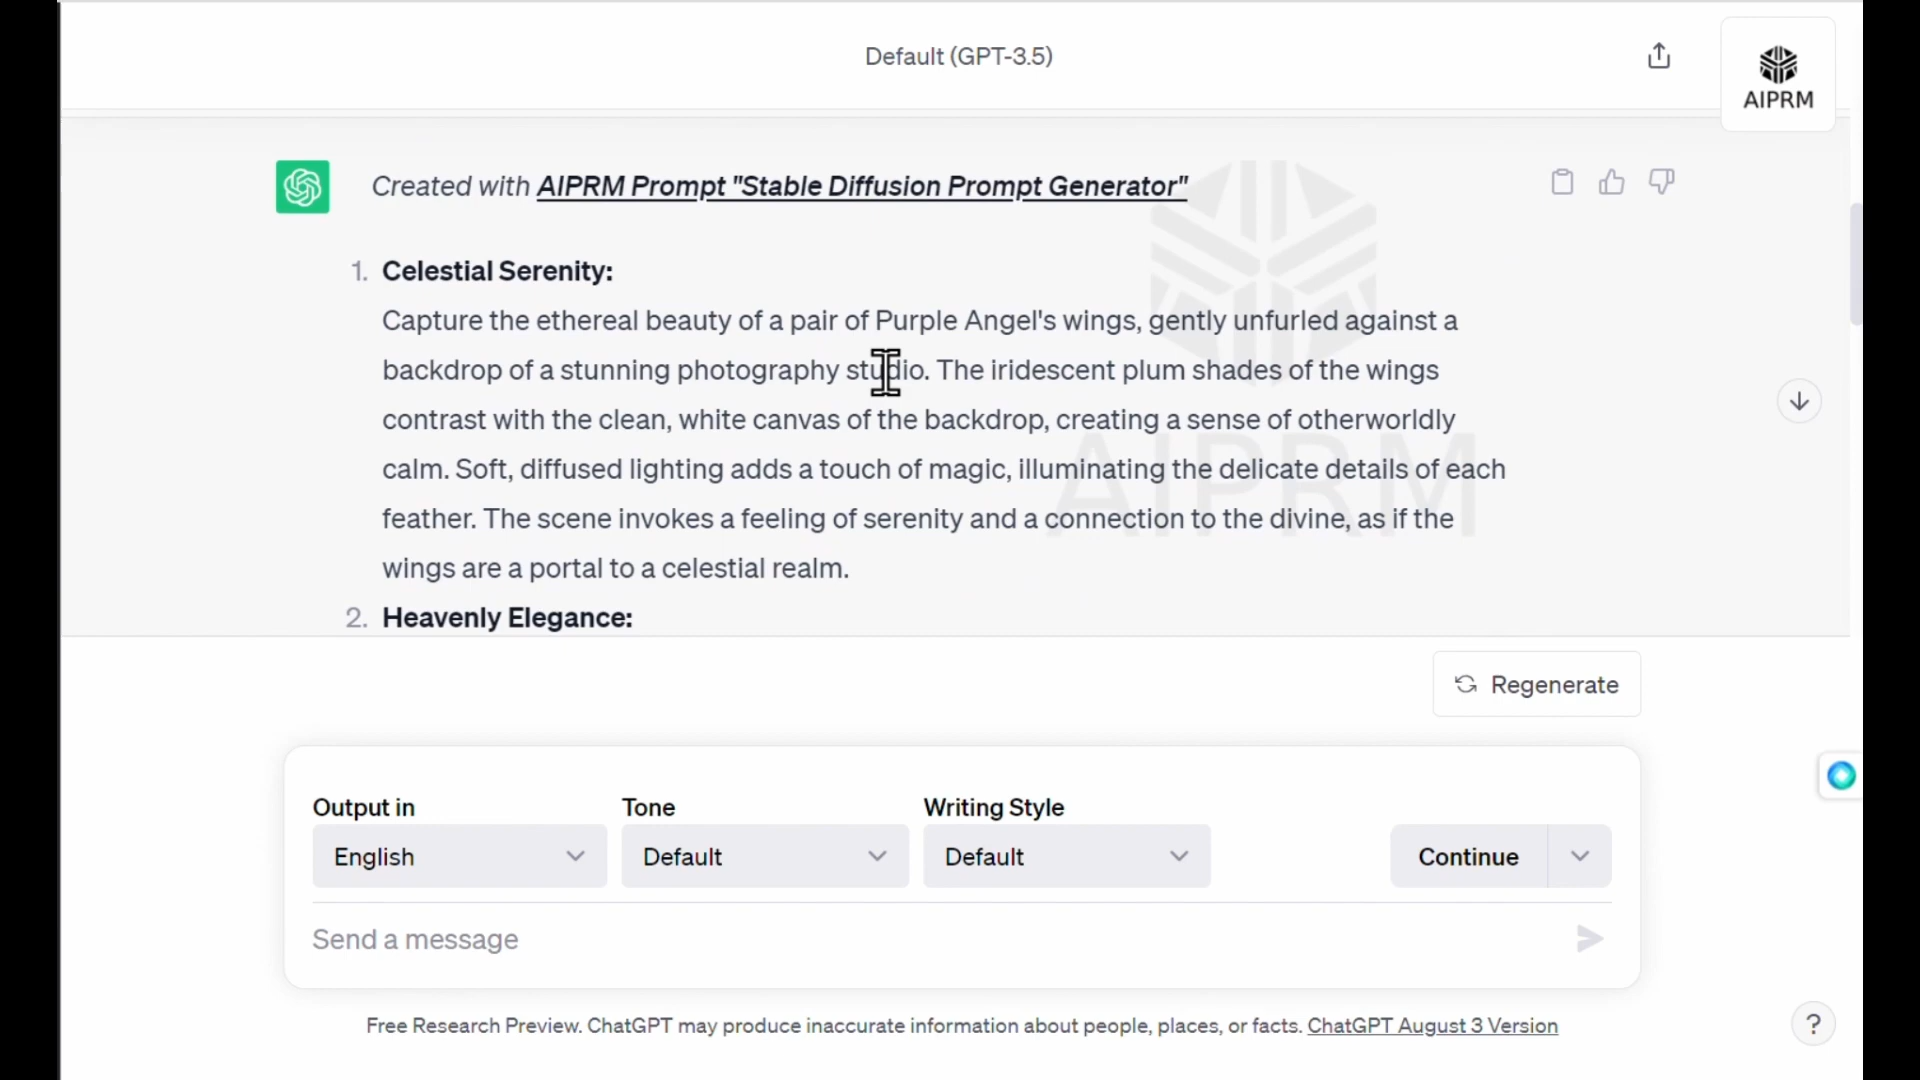 Default (GPT-3.5)
AIPRM
Created with AIPRM Prompt "Stable Diffusion Prompt Generator"
1. Celestial Serenity:
Capture the ethereal beauty of a pair of Purple Angel's wings, gently unfurled against a
backdrop of a stunning photography studio. The iridescent plum shades of the wings
contrast with the clean, white canvas of the backdrop, creating a sense of otherworldly
calm. Soft, diffused lighting adds a touch of magic, illuminating the delicate details of each
feather. The scene invokes a feeling of serenity and a connection to the divine, as if the
wings are a portal to a celestial realm.
AIPRM
2. Heavenly Elegance:
Regenerate
Output in
Tone
Writing Style
English
Default
Default
Continue
Send a message
Free Research Preview. ChatGPT may produce inaccurate information about people, places, or facts. ChatGPT August 3 Version
?